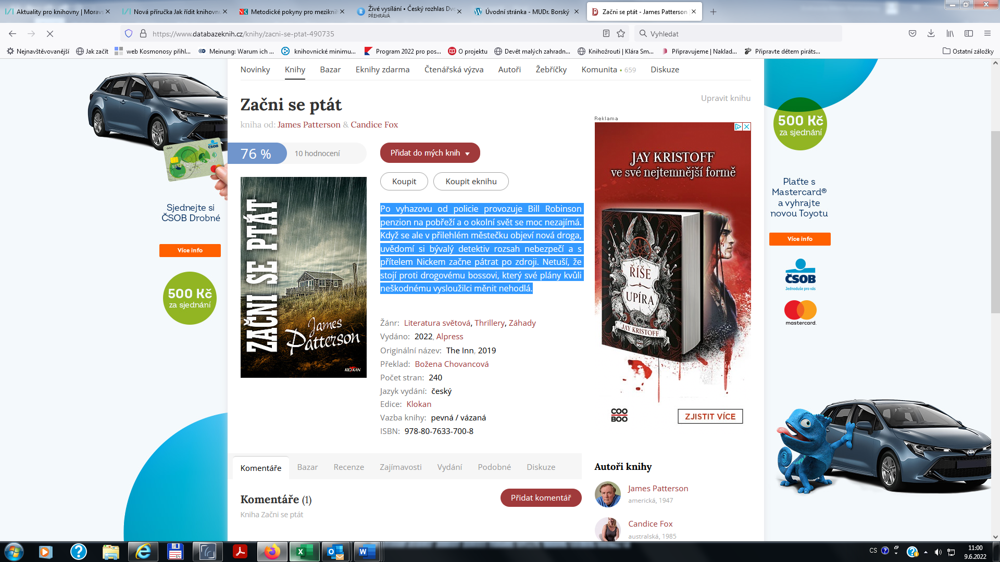 Aktuality pro knihovny | Moravs
Nová příručka Jak řídit knihovnu
Metodické pokyny pro mezikni
Živé vysílání • Český rozhlas Dvo
PŘEHRÁVÁ
Úvodní stránka - MUDr. Borský
Začni se ptát - James Patterson
https://www.databazeknih.cz/knihy/zacni-se-ptat-490735
Vyhledat
Nejnavštěvovanější
Jak začít
web Kosmonosy přihl...
Meinung: Warum ich ...
knihovnické minimu...
Program 2022 pro pos...
O projektu
Devět malých zahradn...
Knihožrouti | Klára Sm...
Připravujeme | Naklad...
Připravte dětem piráts...
Ostatní záložky
Novinky
Knihy
Bazar
Eknihy zdarma
Čtenářská výzva
Autoři
Žebříčky
Komunita • 659
Diskuze
Začni se ptát
Upravit knihu
kniha od: James Patterson & Candice Fox
76 %
10 hodnocení
Přidat do mých knih
Koupit
Koupit eknihu
Po vyhazovu od policie provozuje Bill Robinson
penzion na pobřeží a o okolní svět se moc nezajímá.
Když se ale v přilehlém městečku objeví nová droga,
uvědomí si bývalý detektiv rozsah nebezpečí a s
přítelem Nickem začne pátrat po zdroji. Netuší, že
stojí proti drogovému bossovi, který své plány kvůli
neškodnému vysloužilci měnit nehodlá.
ZAČNI SE PTÁT
James
Patterson
KLOKAN
Žánr: Literatura světová, Thrillery, Záhady
Vydáno: 2022, Alpress
Originální název: The Inn, 2019
Překlad: Božena Chovancová
Počet stran: 240
Jazyk vydání: český
Edice: Klokan
Vazba knihy: pevná / vázaná
ISBN: 978-80-7633-700-8
Komentáře
Bazar
Recenze
Zajímavosti
Vydání
Podobné
Diskuze
Komentáře (1)
Přidat komentář
Kniha Začni se ptát
Reklama
JAY KRISTOFF
ve své nejtemnější formě
ŘÍŠE
UPÍRA
JAY KRISTOFF
COO
BOO
COO
BOO
ZJISTIT VÍCE
Autoři knihy
James Patterson
americká, 1947
Candice Fox
australská, 1985
ČSOB
Sjednejte si
ČSOB Drobné
Více info
500 Kč
za sjednání
500 Kč
za sjednání
Plaťte s
Mastercard®
a vyhrajte
novou Toyotu
Více info
ČSOB
Jednoduše pro vás
mastercard.
CS
11:00
9.6.2022